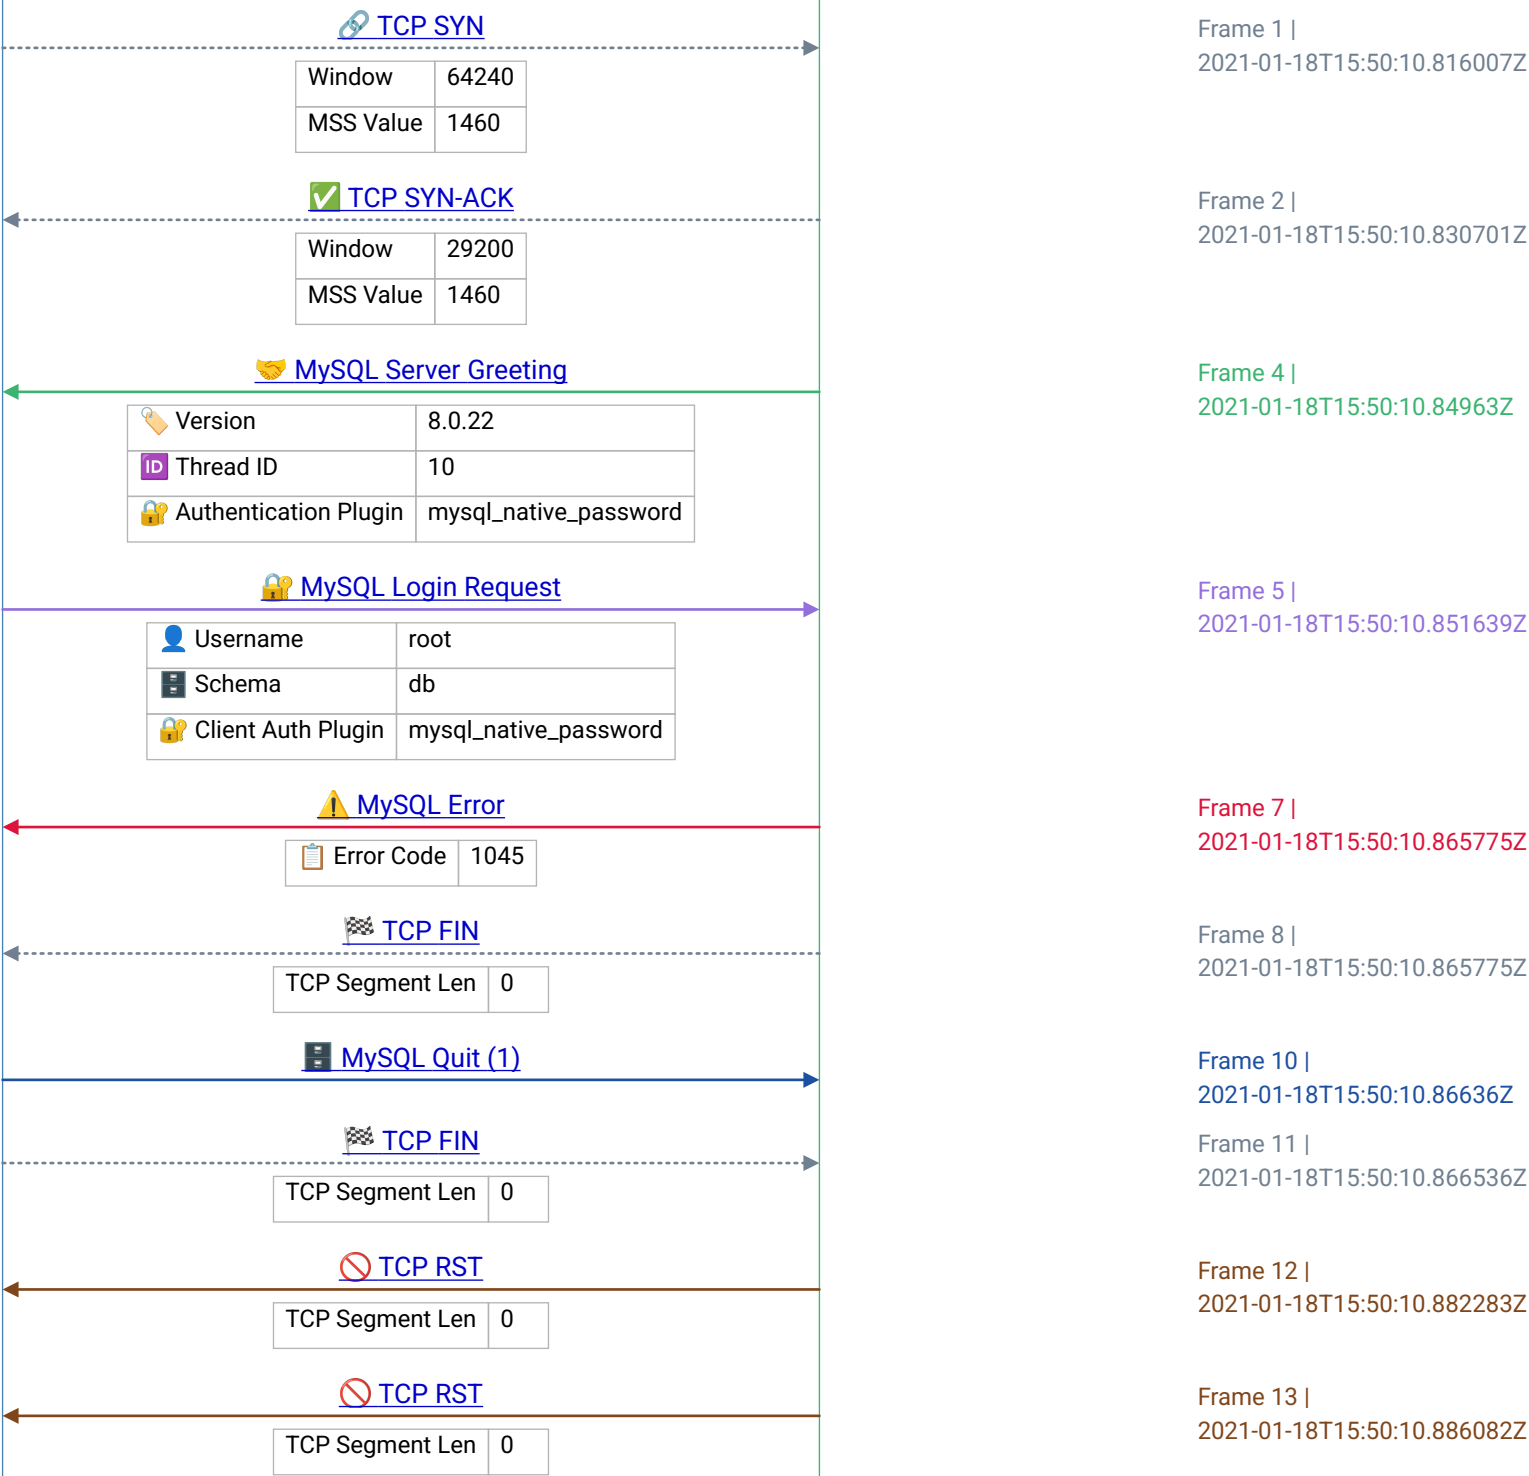 TCP SYN
Frame 1 |
2021-01-18T15:50:10.816007Z
Window 64240
MSS Value 1460
TCP SYN-ACK
Frame 2 |
2021-01-18T15:50:10.830701Z
Window 29200
MSS Value 1460
MySQL Server Greeting
Frame 4 |
2021-01-18T15:50:10.84963Z
Version 8.0.22
ID Thread ID 10
Authentication Plugin mysql_native_password
MySQL Login Request
Frame 5 |
2021-01-18T15:50:10.851639Z
Username root
Schema db
Client Auth Plugin mysql_native_password
MySQL Error
Frame 7 |
2021-01-18T15:50:10.865775Z
Error Code 1045
TCP FIN
Frame 8 |
2021-01-18T15:50:10.865775Z
TCP Segment Len 0
MySQL Quit (1)
Frame 10 |
2021-01-18T15:50:10.86636Z
TCP FIN
Frame 11 |
2021-01-18T15:50:10.866536Z
TCP Segment Len 0
TCP RST
Frame 12 |
2021-01-18T15:50:10.882283Z
TCP Segment Len 0
TCP RST
Frame 13 |
2021-01-18T15:50:10.886082Z
TCP Segment Len 0